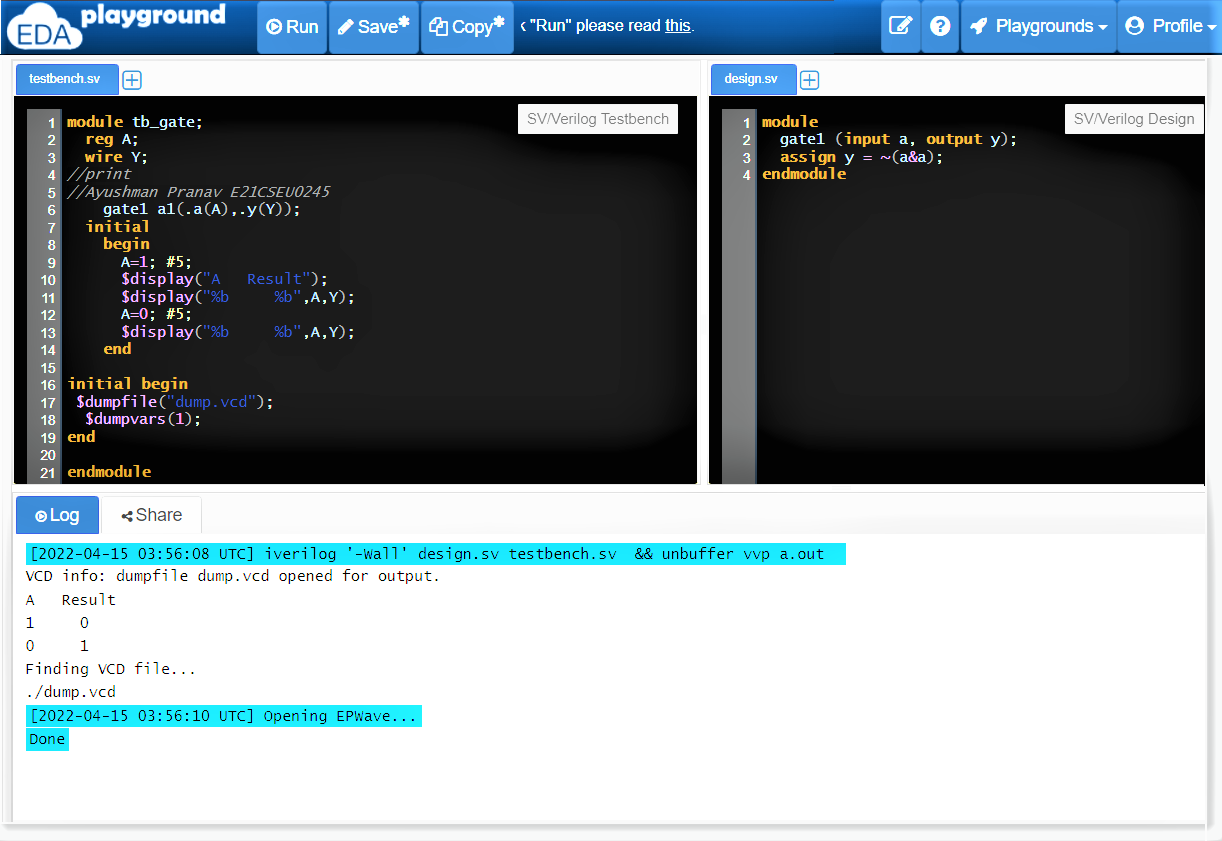 EDA playground
Run Save* Copy* ‹ "Run" please read this. Playgrounds Profile
testbench.sv
SV/Verilog Testbench
1 module tb_gate;
2   reg A;
3   wire Y;
4 //print
5 //Ayushman Pranav E21CSEU0245
6     gate1 a1(.a(A),.y(Y));
7   initial
8     begin
9       A=1; #5;
10       $display("A   Result");
11       $display("%b     %b",A,Y);
12       A=0; #5;
13       $display("%b     %b",A,Y);
14     end
15
16 initial begin
17  $dumpfile("dump.vcd");
18   $dumpvars(1);
19 end
20
21 endmodule
design.sv
SV/Verilog Design
1 module
2   gate1 (input a, output y);
3   assign y = ~(a&a);
4 endmodule
Log Share
[2022-04-15 03:56:08 UTC] iverilog '-Wall' design.sv testbench.sv  && unbuffer vvp a.out
VCD info: dumpfile dump.vcd opened for output.
A   Result
1     0
0     1
Finding VCD file...
./dump.vcd
[2022-04-15 03:56:10 UTC] Opening EPWave...
Done